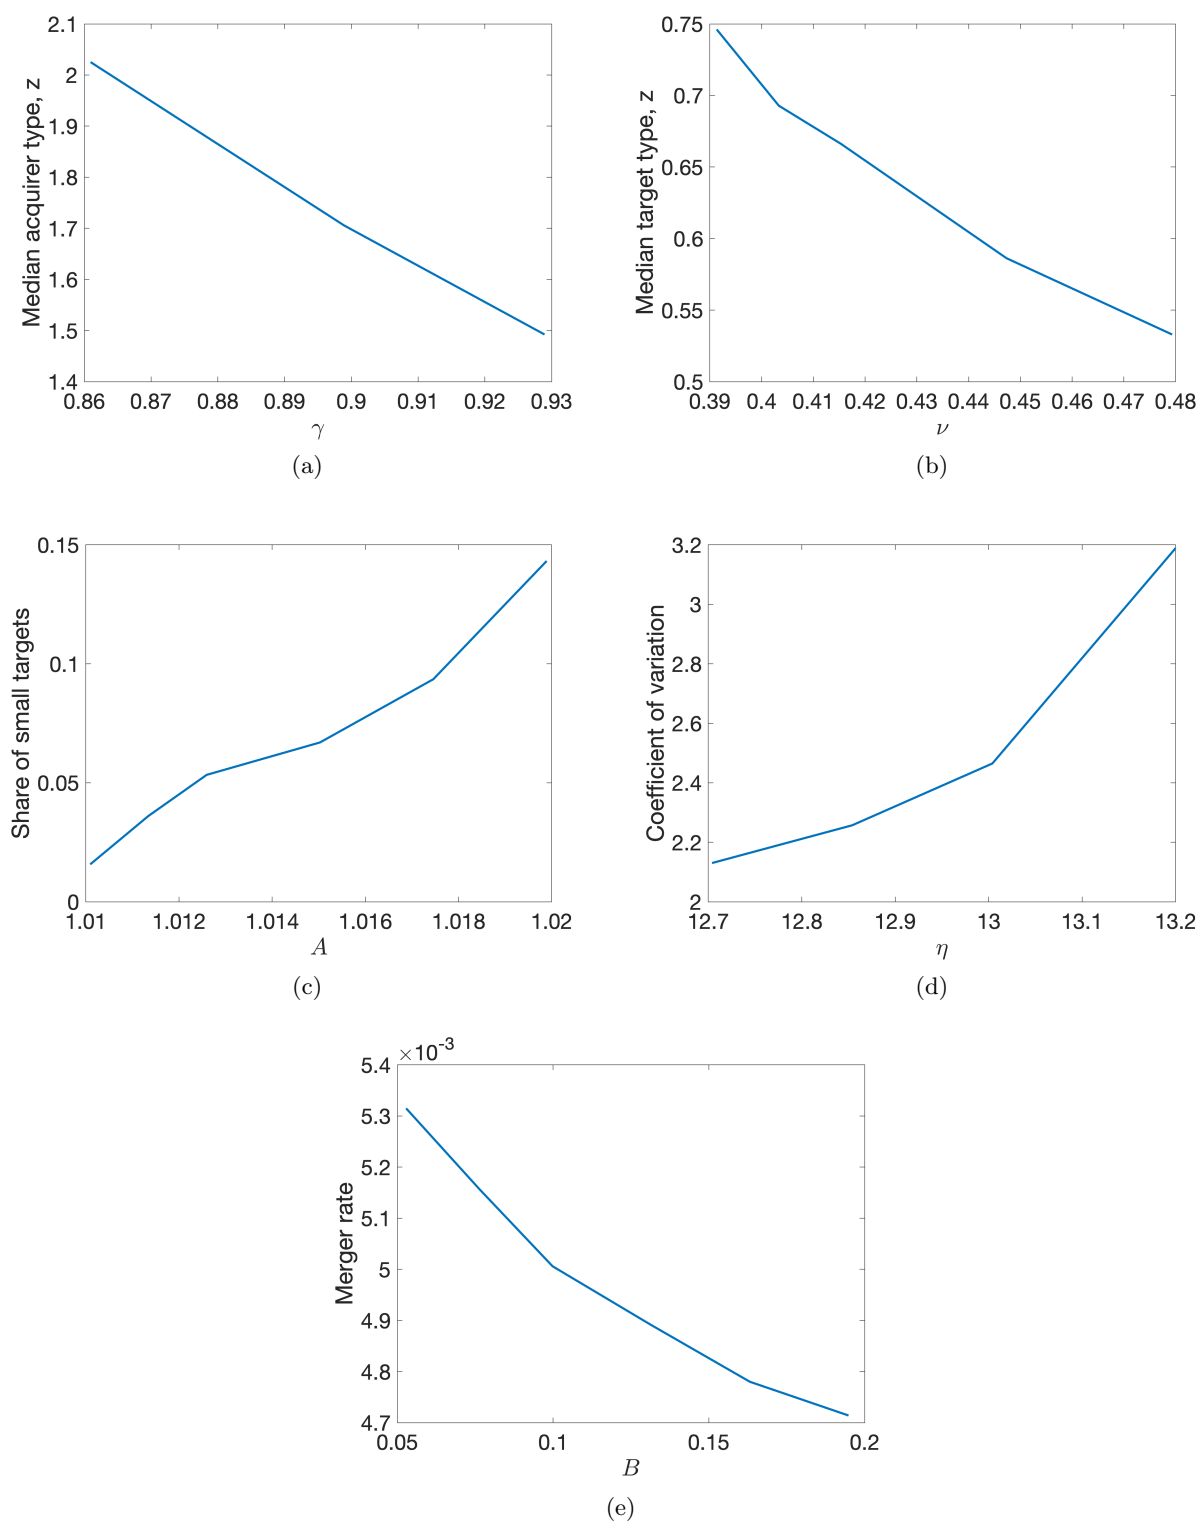 2.1
2
1.9
1.8
1.7
1.6
1.5
1.4
Median acquirer type, z
0.86 0.87 0.88 0.89 0.9 0.91 0.92 0.93
γ
(a)
0.75
0.7
0.65
0.6
0.55
0.5
Median target type, z
0.39 0.4 0.41 0.42 0.43 0.44 0.45 0.46 0.47 0.48
ν
(b)
0.15
0.1
0.05
0
Share of small targets
1.01 1.012 1.014 1.016 1.018 1.02
A
(c)
3.2
3
2.8
2.6
2.4
2.2
2
Coefficient of variation
12.7 12.8 12.9 13 13.1 13.2
η
(d)
×10-3
5.4
5.3
5.2
5.1
5
4.9
4.8
4.7
Merger rate
0.05 0.1 0.15 0.2
B
(e)